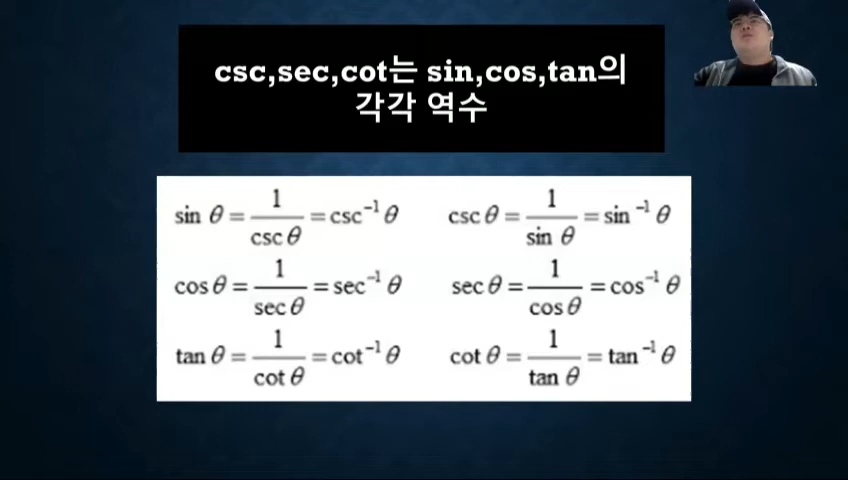 csc,sec,cot는 sin,cos,tan의
각각 역수
sin θ = 1/csc θ = csc⁻¹ θ
csc θ = 1/sin θ = sin⁻¹ θ
cos θ = 1/sec θ = sec⁻¹ θ
sec θ = 1/cos θ = cos⁻¹ θ
tan θ = 1/cot θ = cot⁻¹ θ
cot θ = 1/tan θ = tan⁻¹ θ